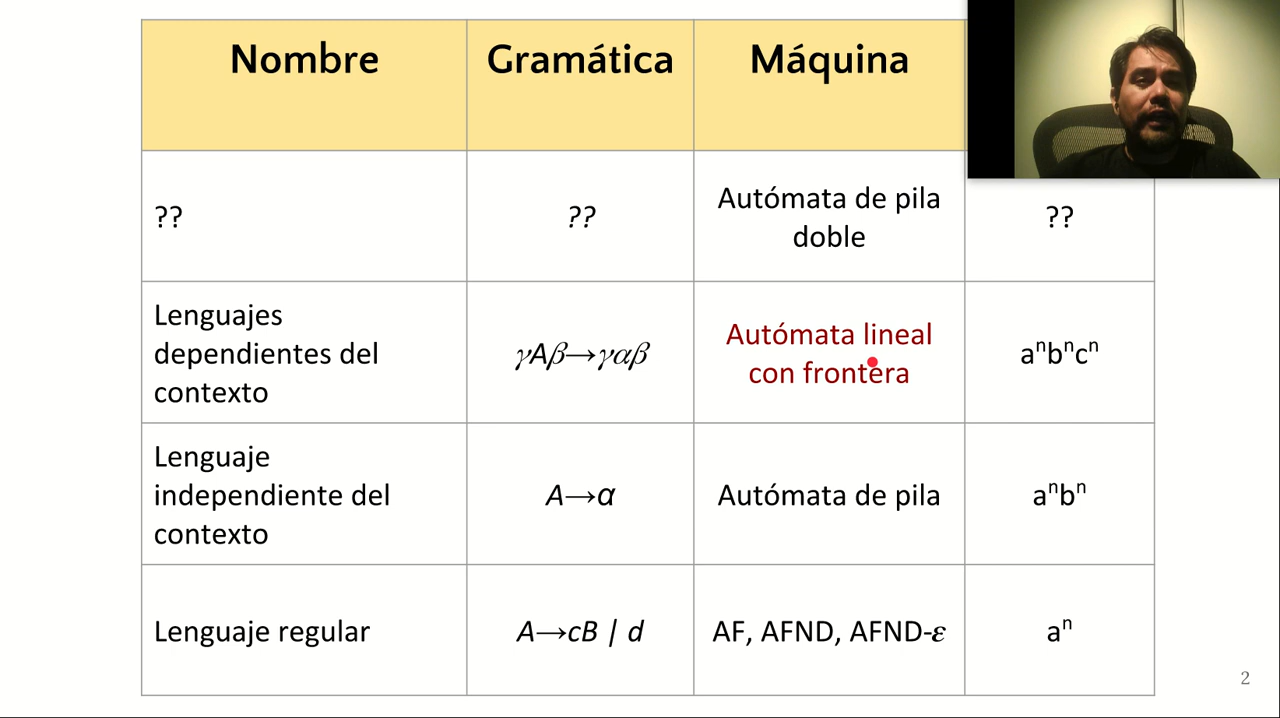 Nombre
Gramática
Máquina
??
??
Autómata de pila
doble
??
Lenguajes
dependientes del
contexto
γAβ→γαβ
Autómata lineal
con frontera
aⁿbⁿcⁿ
Lenguaje
independiente del
contexto
A→α
Autómata de pila
aⁿbⁿ
Lenguaje regular
A→cB | d
AF, AFND, AFND-ε
aⁿ
2